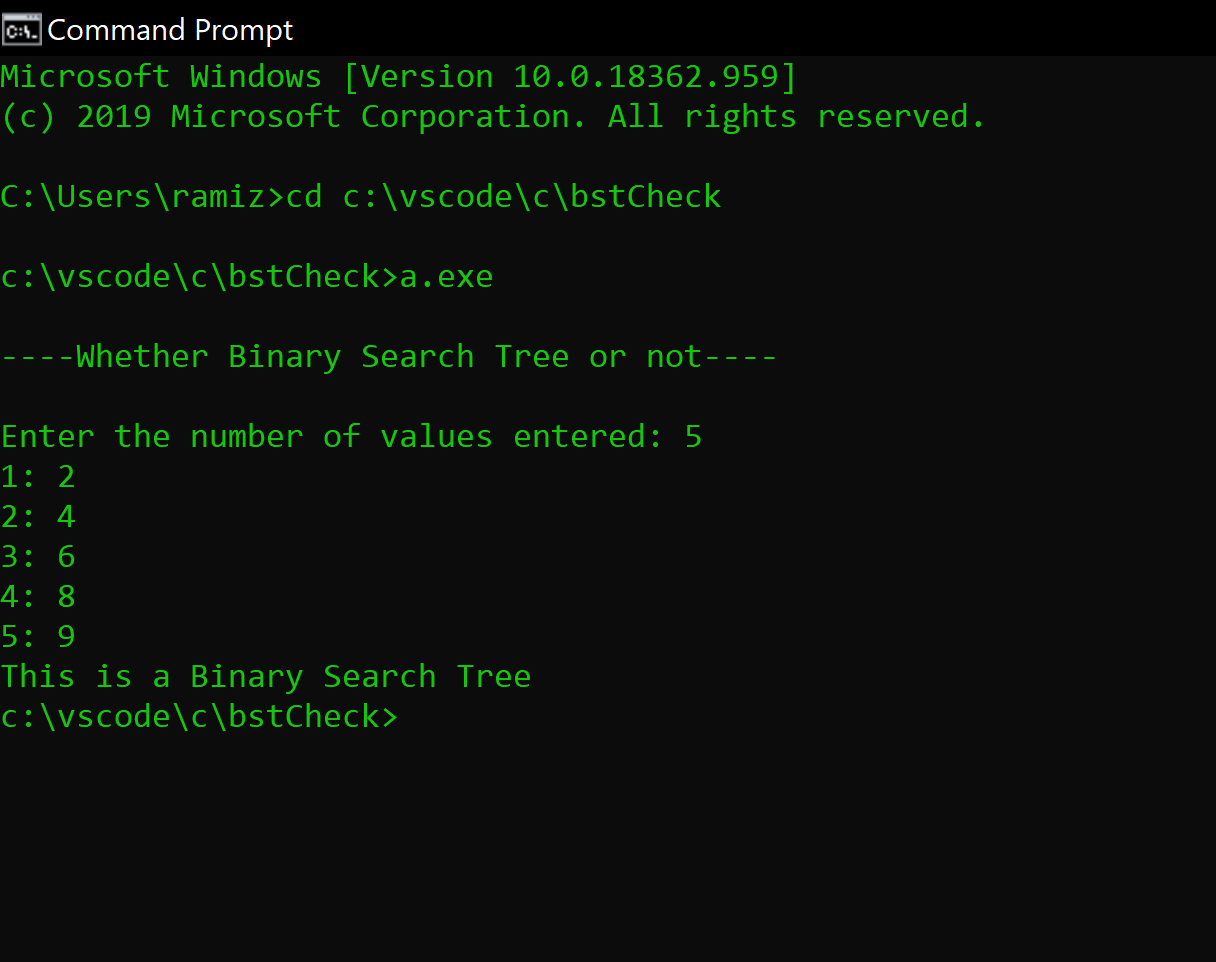 Command Prompt
Microsoft Windows [Version 10.0.18362.959]
(c) 2019 Microsoft Corporation. All rights reserved.
C:\Users\ramiz>cd c:\vscode\c\bstCheck
c:\vscode\c\bstCheck>a.exe
----Whether Binary Search Tree or not----
Enter the number of values entered: 5
1: 2
2: 4
3: 6
4: 8
5: 9
This is a Binary Search Tree
c:\vscode\c\bstCheck>